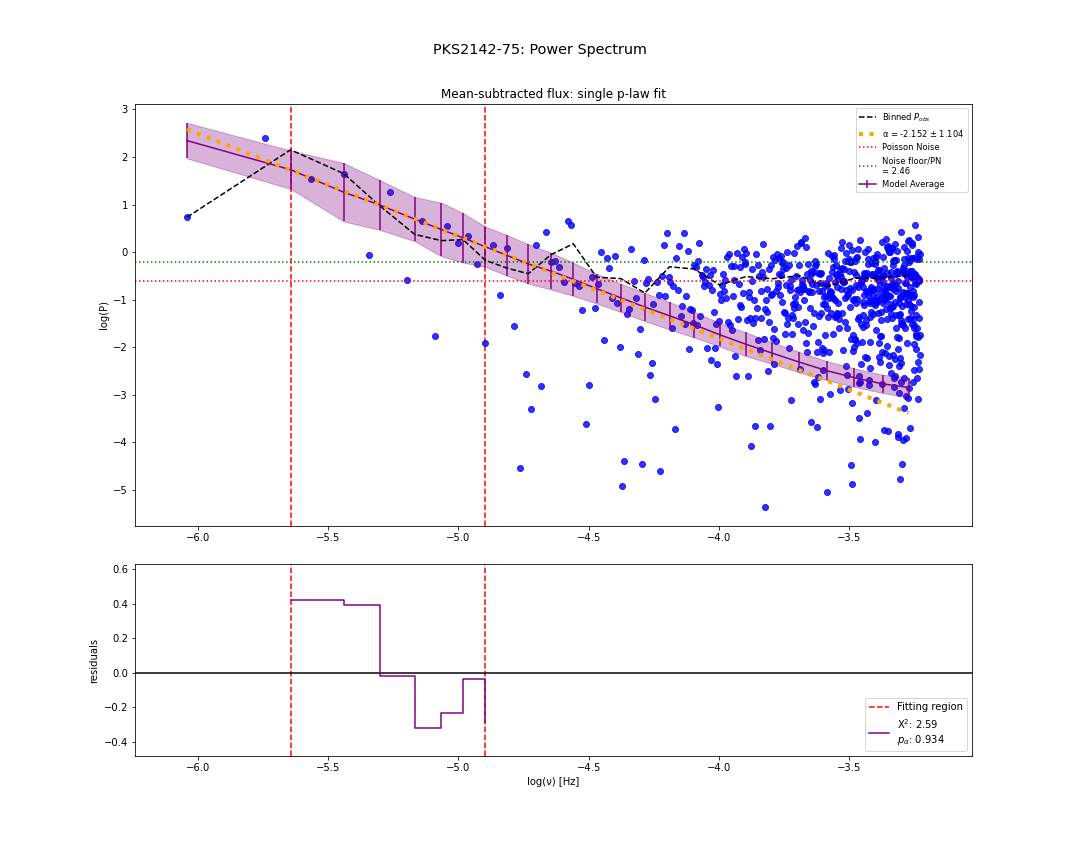 PKS2142-75: Power Spectrum
Mean-subtracted flux: single p-law fit
3
2
1
0
−1
−2
−3
−4
−5
log(P)
Binned P_obs
α = -2.152 ± 1.104
Poisson Noise
Noise floor/PN
= 2.46
Model Average
−6.0 −5.5 −5.0 −4.5 −4.0 −3.5
0.6
0.4
0.2
0.0
−0.2
−0.4
residuals
Fitting region
X²: 2.59
p_α: 0.934
−6.0 −5.5 −5.0 −4.5 −4.0 −3.5
log(ν) [Hz]